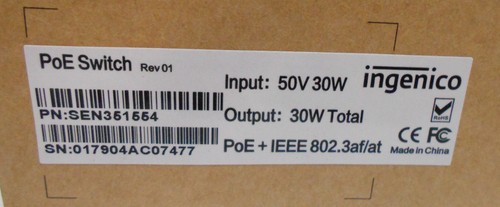 PoE Switch Rev 01
PN:SEN351554
SN:017904AC07477
Input: 50V 30W
Output: 30W Total
PoE + IEEE 802.3af/at
ingenico
RoHS
CE FC
Made in China